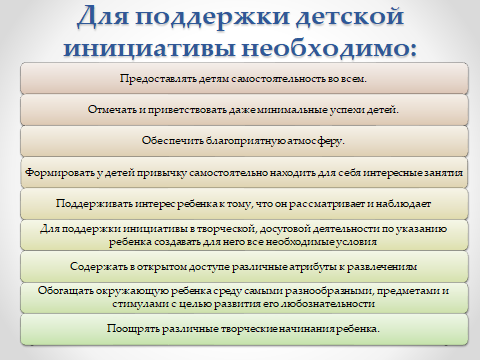 Для поддержки детской
инициативы необходимо:
Предоставлять детям самостоятельность во всем.
Отмечать и приветствовать даже минимальные успехи детей.
Обеспечить благоприятную атмосферу.
Формировать у детей привычку самостоятельно находить для себя интересные занятия
Поддерживать интерес ребенка к тому, что он рассматривает и наблюдает
Для поддержки инициативы в творческой, досуговой деятельности по указанию
ребенка создавать для него все необходимые условия
Содержать в открытом доступе различные атрибуты к развлечениям
Обогащать окружающую ребенка среду самыми разнообразными, предметами и
стимулами с целью развития его любознательности
Поощрять различные творческие начинания ребенка.